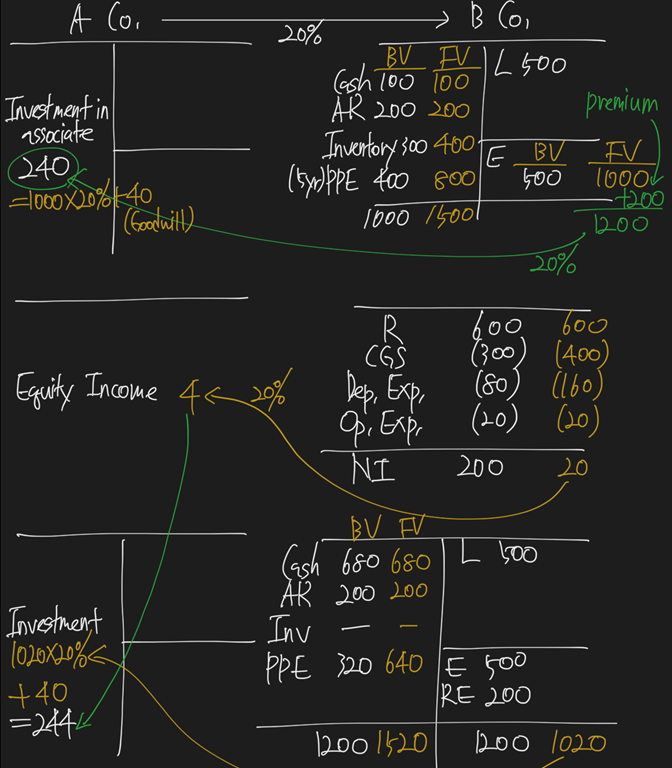 A Co, 20% B Co,
BV FV
Cash 100 100 L 500
AR 200 200
premium
Investment in associate
Inventory 300 400 E BV FV
240
(5yr) PPE 400 800 500 1000
=1000×20%+40
(Goodwill)
+200
1000 1500
1200
20%
R 600 600
CGS (300) (400)
Equity Income 4 20% Dep, Exp, (80) (160)
Op, Exp, (20) (20)
NI 200 20
BV FV
Cash 680 680 L 500
AR 200 200
Inv — —
Investment
1020×20% PPE 320 640 E 500
+40 RE 200
=244
1200 1520 1200 1020